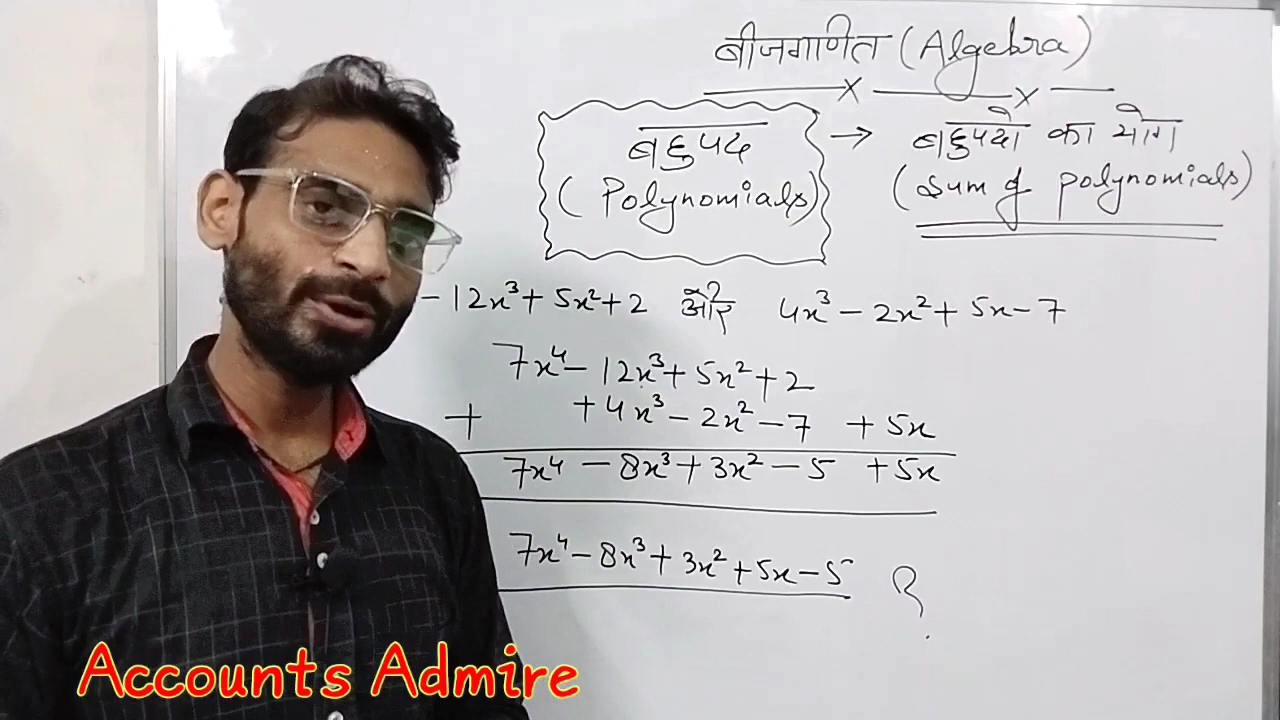 बीजगणित (Algebra)
बहुपद
(Polynomials)
→ बहुपदों का योग
(Sum of polynomials)
- 12x³ + 5x² + 2 और 4x³ - 2x² + 5x - 7
7x⁴ - 12x³ + 5x² + 2
+ +4x³ - 2x² - 7 + 5x
7x⁴ - 8x³ + 3x² - 5 + 5x
7x⁴ - 8x³ + 3x² + 5x - 5 ?
Accounts Admire